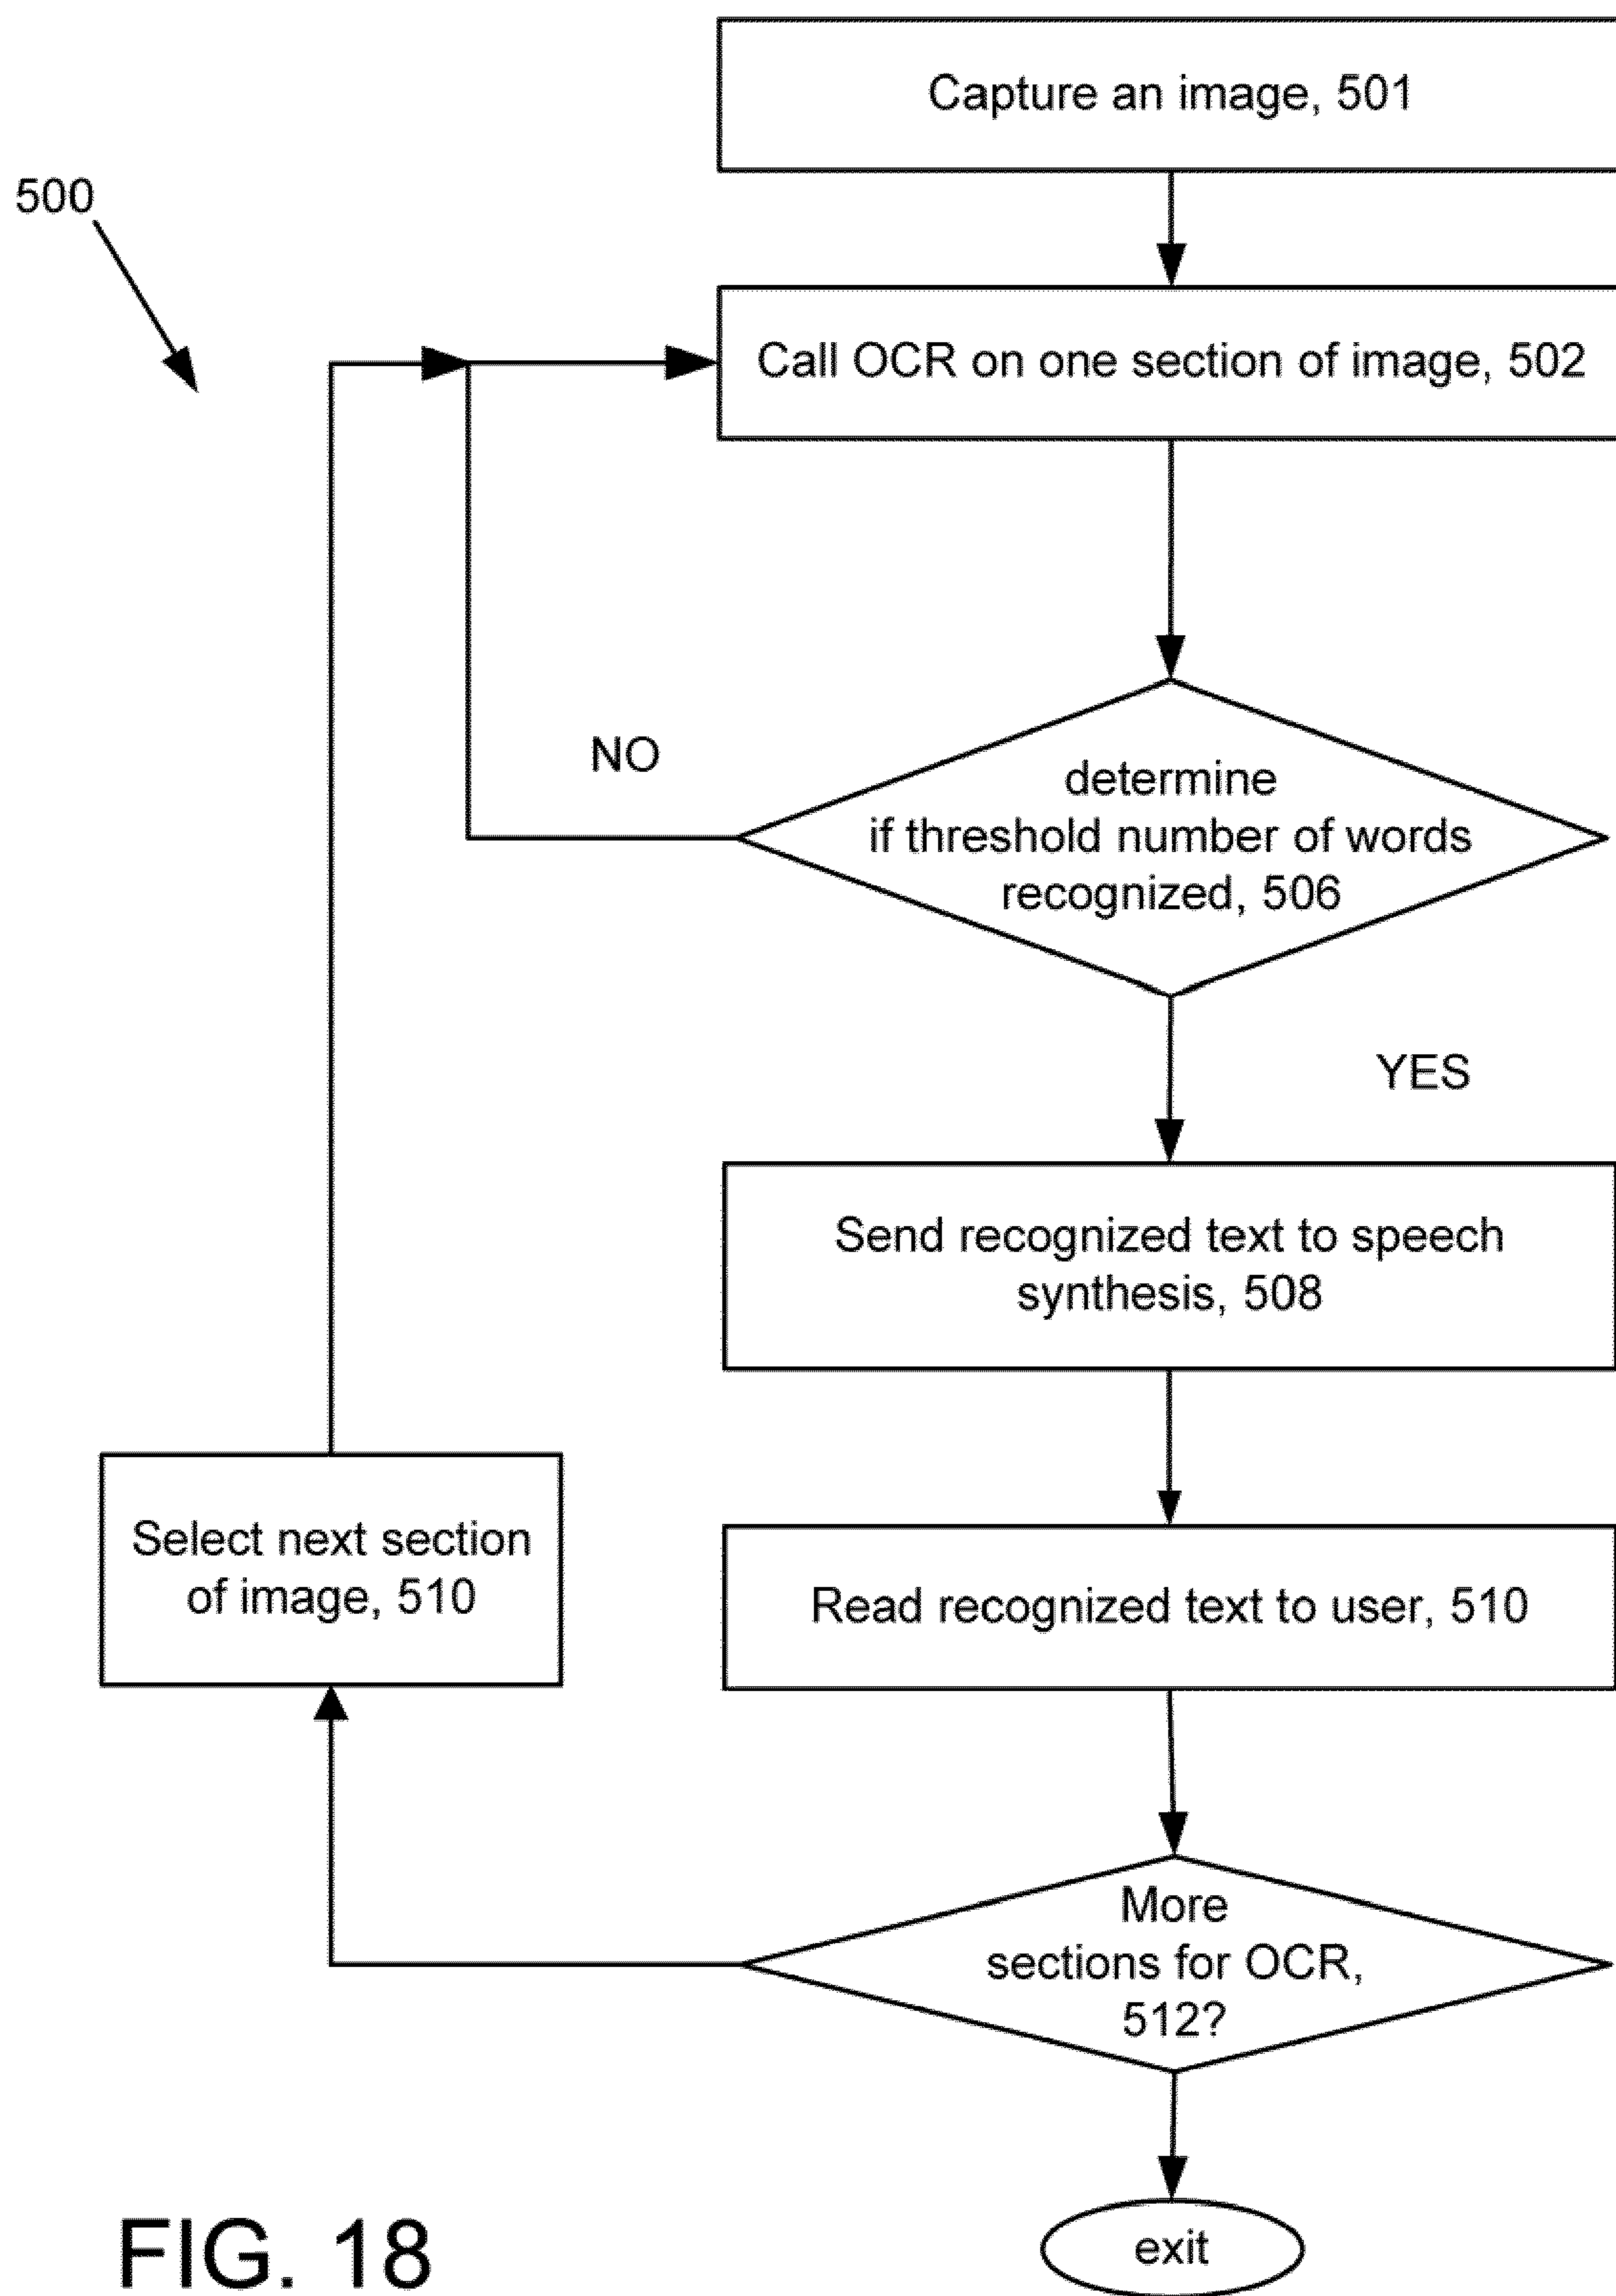 Capture an image, 501
500
Call OCR on one section of image, 502
NO
determine
if threshold number of words
recognized, 506
YES
Send recognized text to speech
synthesis, 508
Select next section
of image, 510
Read recognized text to user, 510
More
sections for OCR,
512?
exit
FIG. 18